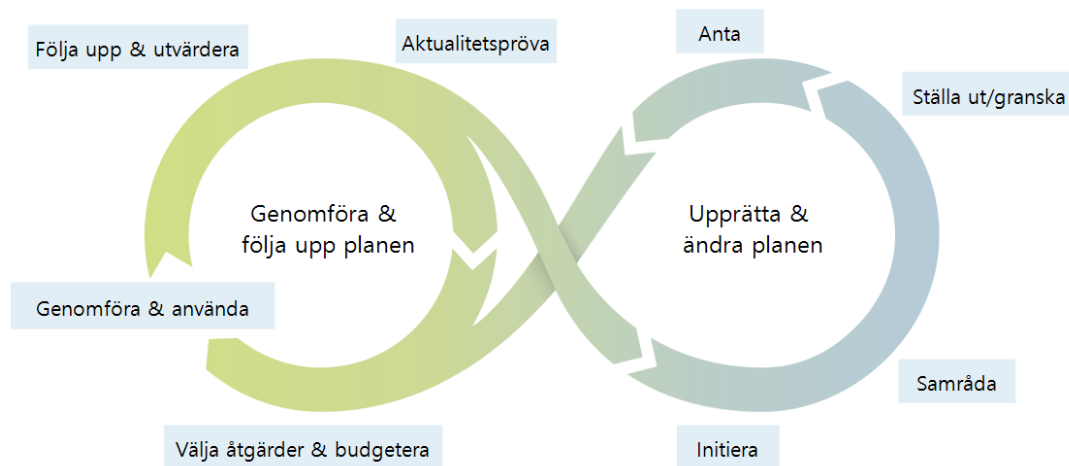 Följa upp & utvärdera
Aktualitetspröva
Anta
Ställa ut/granska
Genomföra &
följa upp planen
Upprätta &
ändra planen
Genomföra & använda
Samråda
Välja åtgärder & budgetera
Initiera